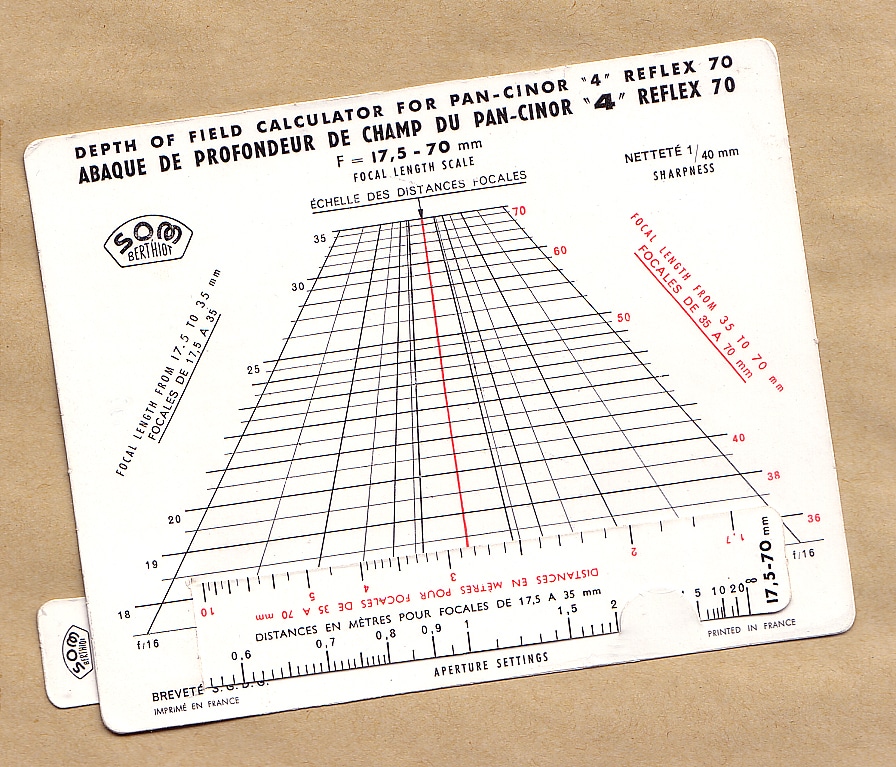 DEPTH OF FIELD CALCULATOR FOR PAN-CINOR "4" REFLEX 70
ABAQUE DE PROFONDEUR DE CHAMP DU PAN-CINOR "4" REFLEX 70
F = 17,5 - 70 mm
FOCAL LENGTH SCALE
ÉCHELLE DES DISTANCES FOCALES
NETTETÉ 1/40 mm
SHARPNESS
SOM
BERTHIOT
FOCAL LENGTH FROM 17.5 TO 35 mm
FOCALES DE 17,5 A 35
FOCAL LENGTH FROM 35 TO 70 mm
FOCALES DE 35 A 70 mm
35
30
25
20
19
18
f/16
70
60
50
40
38
36
f/16
10 5 4 3 2 1.7
DISTANCES EN MÈTRES POUR FOCALES DE 35 A 70 mm
DISTANCES EN MÈTRES POUR FOCALES DE 17,5 A 35 mm
0,6 0,7 0,8 0,9 1 1,5 2 5 10 20 ∞
17,5-70 mm
SOM
BERTHIOT
BREVETÉ S.G.D.G.
IMPRIMÉ EN FRANCE
APERTURE SETTINGS
PRINTED IN FRANCE